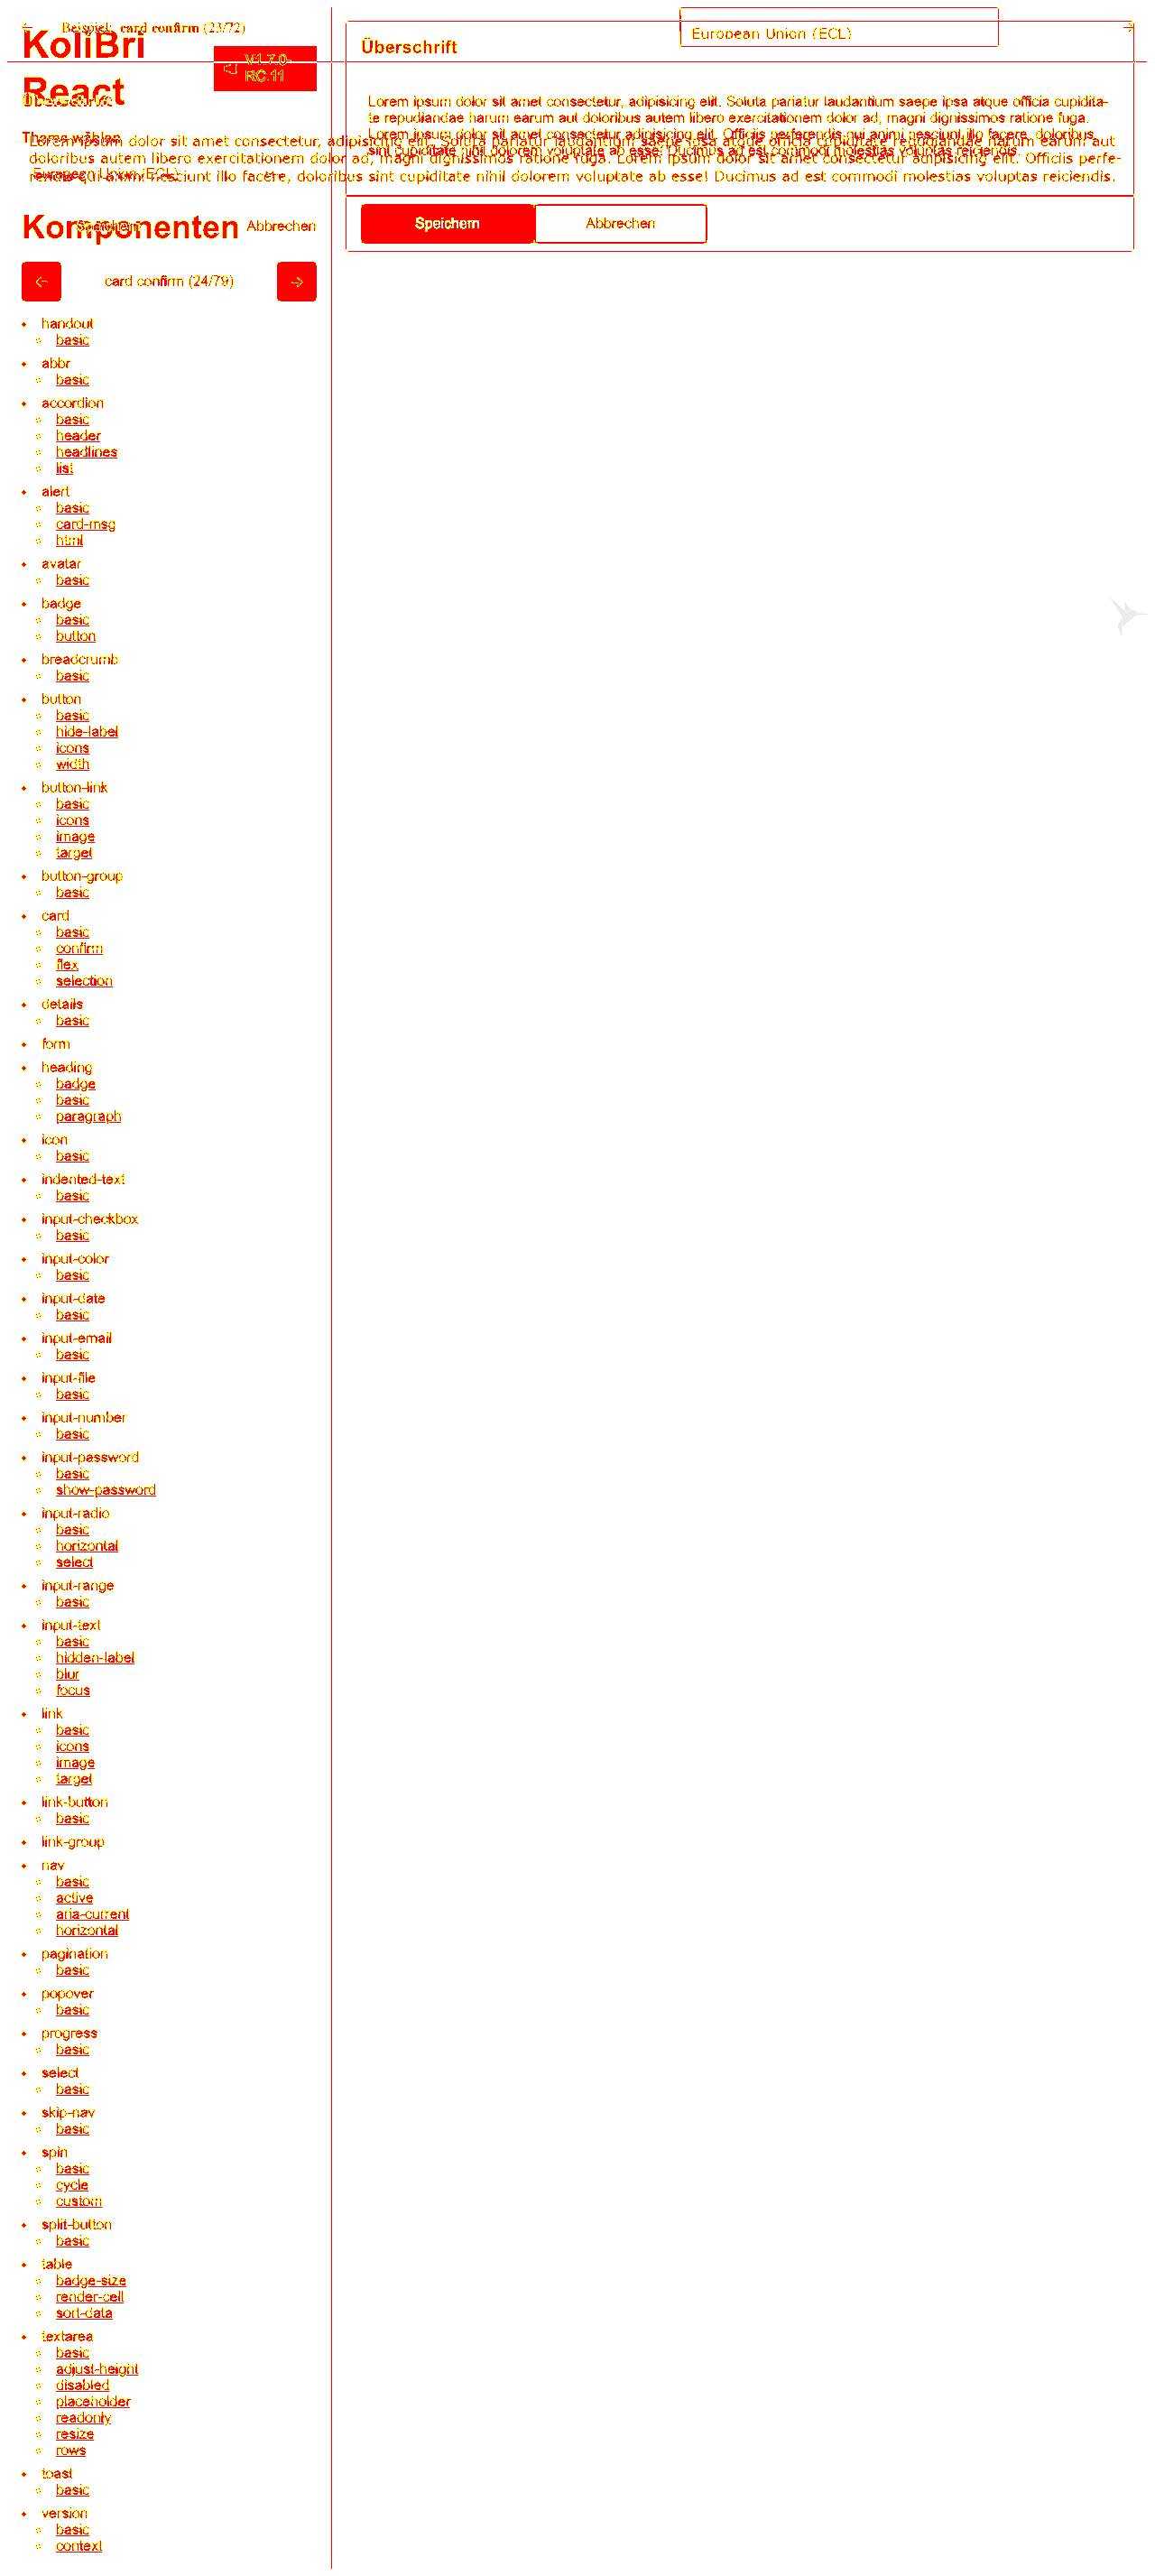 ← Beispiel: card confirm (23/72)
European Union (ECL) →
KoliBri
React
V1.7.0-
RC.11
Überschrift
Überschrift
Lorem ipsum dolor sit amet consectetur, adipisicing elit. Soluta pariatur laudantium saepe ipsa atque officia cupidita-
te repudiandae harum earum aut doloribus autem libero exercitationem dolor ad, magni dignissimos ratione fuga.
Lorem ipsum dolor sit amet consectetur adipisicing elit. Officiis perferendis qui animi nesciunt illo facere, doloribus
sint cupiditate nihil dolorem voluptate ab esse! Ducimus ad est commodi molestias voluptas reiciendis.
Theme wählen
Lorem ipsum dolor sit amet consectetur, adipisicing elit. Soluta pariatur laudantium saepe ipsa atque officia cupiditate repudiandae harum earum aut
doloribus autem libero exercitationem dolor ad, magni dignissimos ratione fuga. Lorem ipsum dolor sit amet consectetur adipisicing elit. Officiis perfe-
rendis qui animi nesciunt illo facere, doloribus sint cupiditate nihil dolorem voluptate ab esse! Ducimus ad est commodi molestias voluptas reiciendis.
European Union (ECL)
Speichern Abbrechen
Komponenten
Speichern Abbrechen
← card confirm (24/79) →
handout
basic
abbr
basic
accordion
basic
header
headlines
list
alert
basic
card-msg
html
avatar
basic
badge
basic
button
breadcrumb
basic
button
basic
hide-label
icons
width
button-link
basic
icons
image
target
button-group
basic
card
basic
confirm
flex
selection
details
basic
form
heading
badge
basic
paragraph
icon
basic
indented-text
basic
input-checkbox
basic
input-color
basic
input-date
basic
input-email
basic
input-file
basic
input-number
basic
input-password
basic
show-password
input-radio
basic
horizontal
select
input-range
basic
input-text
basic
hidden-label
blur
focus
link
basic
icons
image
target
link-button
basic
link-group
nav
basic
active
aria-current
horizontal
pagination
basic
popover
basic
progress
basic
select
basic
skip-nav
basic
spin
basic
cycle
custom
split-button
basic
table
badge-size
render-cell
sort-data
textarea
basic
adjust-height
disabled
placeholder
readonly
resize
rows
toast
basic
version
basic
context